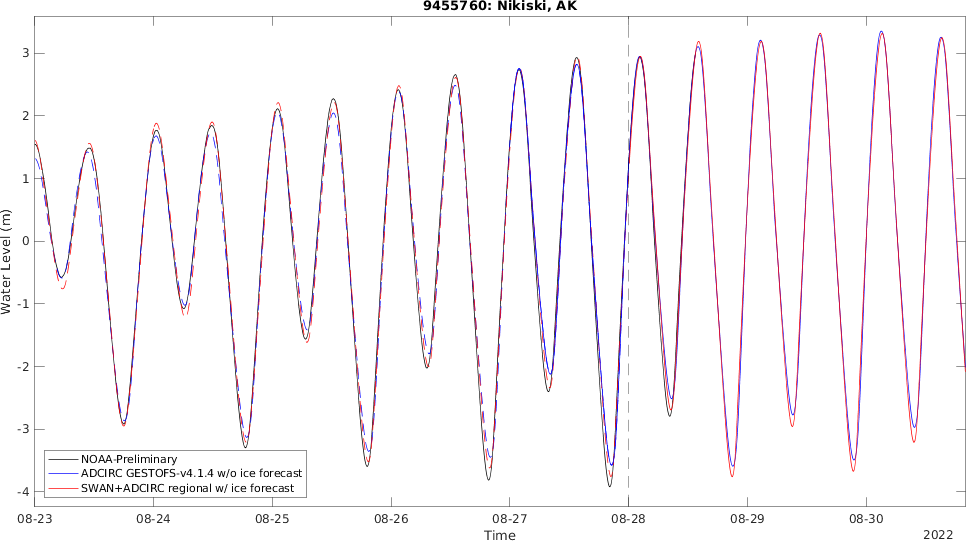 9455760: Nikiski, AK
3
2
1
0
-1
-2
-3
-4
Water Level (m)
NOAA-Preliminary
ADCIRC GESTOFS-v4.1.4 w/o ice forecast
SWAN+ADCIRC regional w/ ice forecast
08-23 08-24 08-25 08-26 08-27 08-28 08-29 08-30
Time
2022